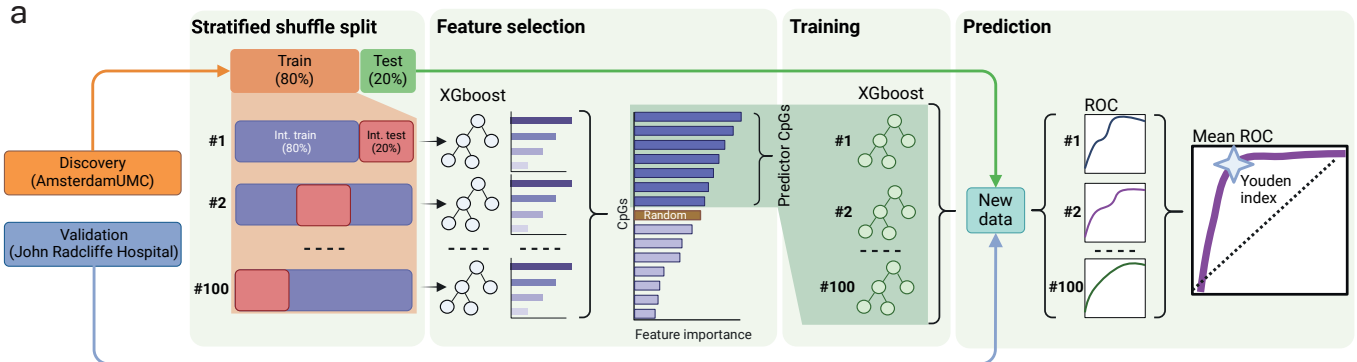 a
Stratified shuffle split
Feature selection
Training
Prediction
Train
(80%)
Test
(20%)
XGboost
XGboost
ROC
#1
Int. train
(80%)
Int. test
(20%)
#1
#1
Mean ROC
Discovery
(AmsterdamUMC)
Predictor CpGs
Youden
index
#2
#2
New
data
#2
CpGs
Random
Validation
(John Radcliffe Hospital)
#100
#100
#100
Feature importance